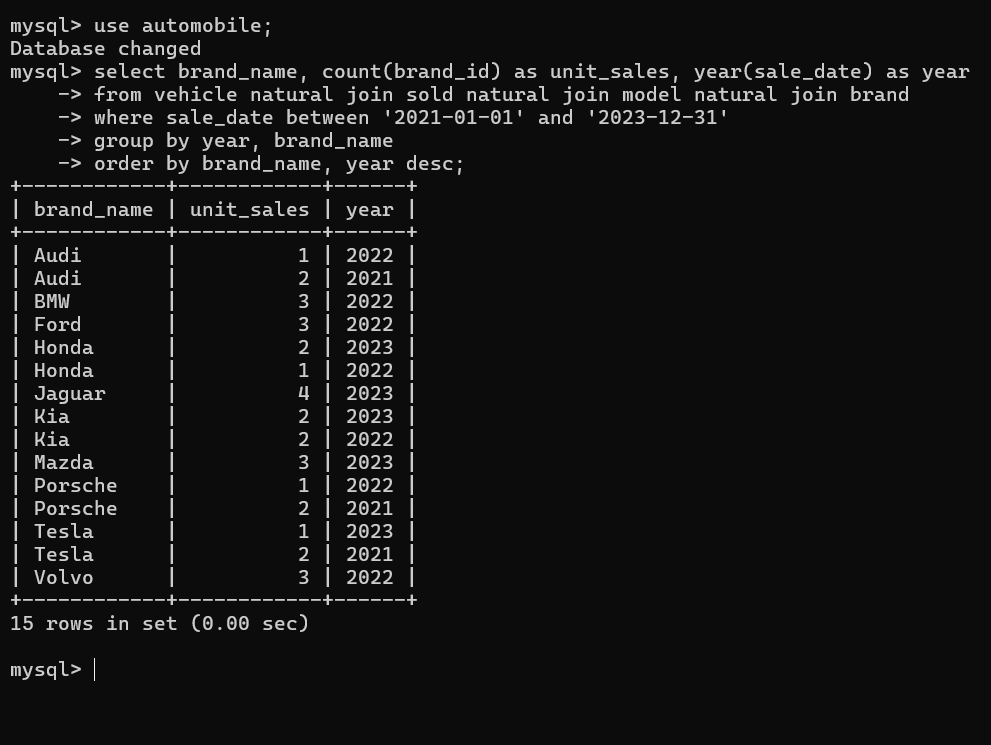 mysql> use automobile;
Database changed
mysql> select brand_name, count(brand_id) as unit_sales, year(sale_date) as year
    -> from vehicle natural join sold natural join model natural join brand
    -> where sale_date between '2021-01-01' and '2023-12-31'
    -> group by year, brand_name
    -> order by brand_name, year desc;
+------------+------------+------+
| brand_name | unit_sales | year |
+------------+------------+------+
| Audi       |          1 | 2022 |
| Audi       |          2 | 2021 |
| BMW        |          3 | 2022 |
| Ford       |          3 | 2022 |
| Honda      |          2 | 2023 |
| Honda      |          1 | 2022 |
| Jaguar     |          4 | 2023 |
| Kia        |          2 | 2023 |
| Kia        |          2 | 2022 |
| Mazda      |          3 | 2023 |
| Porsche    |          1 | 2022 |
| Porsche    |          2 | 2021 |
| Tesla      |          1 | 2023 |
| Tesla      |          2 | 2021 |
| Volvo      |          3 | 2022 |
+------------+------------+------+
15 rows in set (0.00 sec)

mysql>